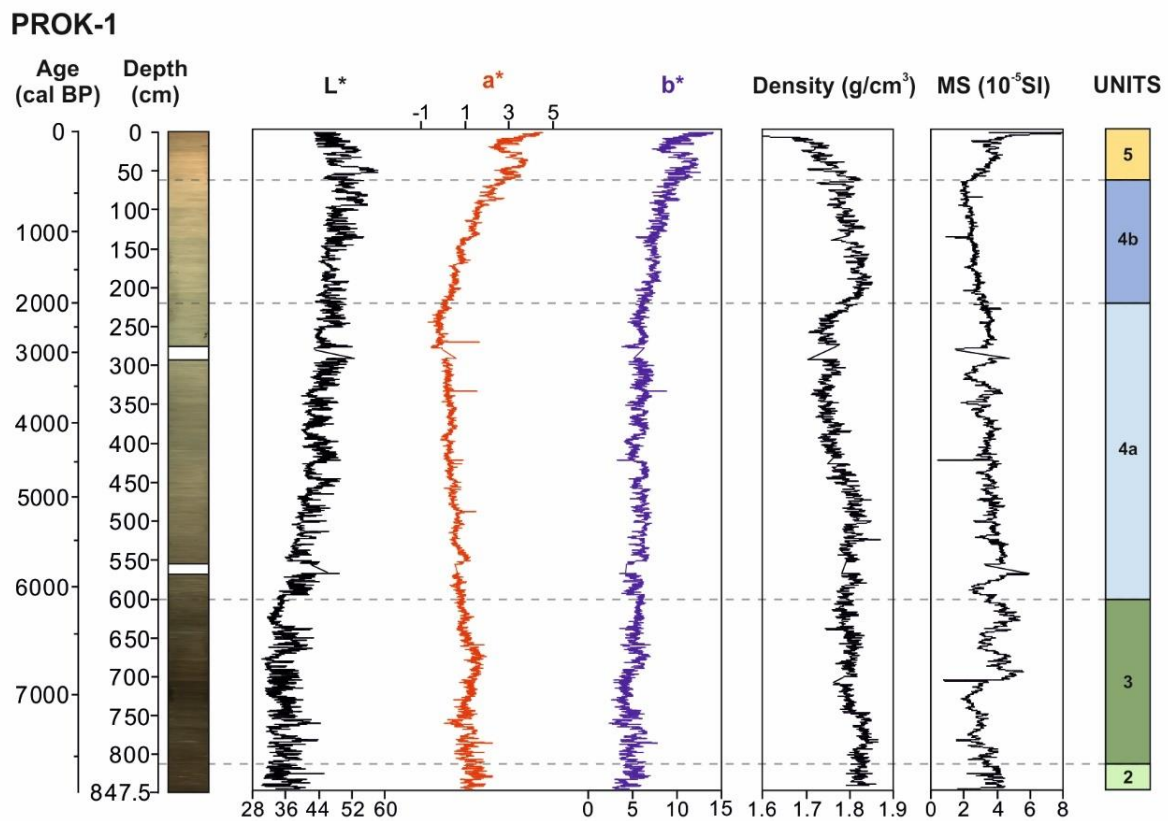 PROK-1
Age (cal BP)
Depth (cm)
L*
a*
b*
Density (g/cm³)
MS (10⁻⁵SI)
UNITS
-1 1 3 5
0
1000
2000
3000
4000
5000
6000
7000
0
50
100
150
200
250
300
350
400
450
500
550
600
650
700
750
800
847.5
5
4b
4a
3
2
28 36 44 52 60
0 5 10 15
1.6 1.7 1.8 1.9
0 2 4 6 8